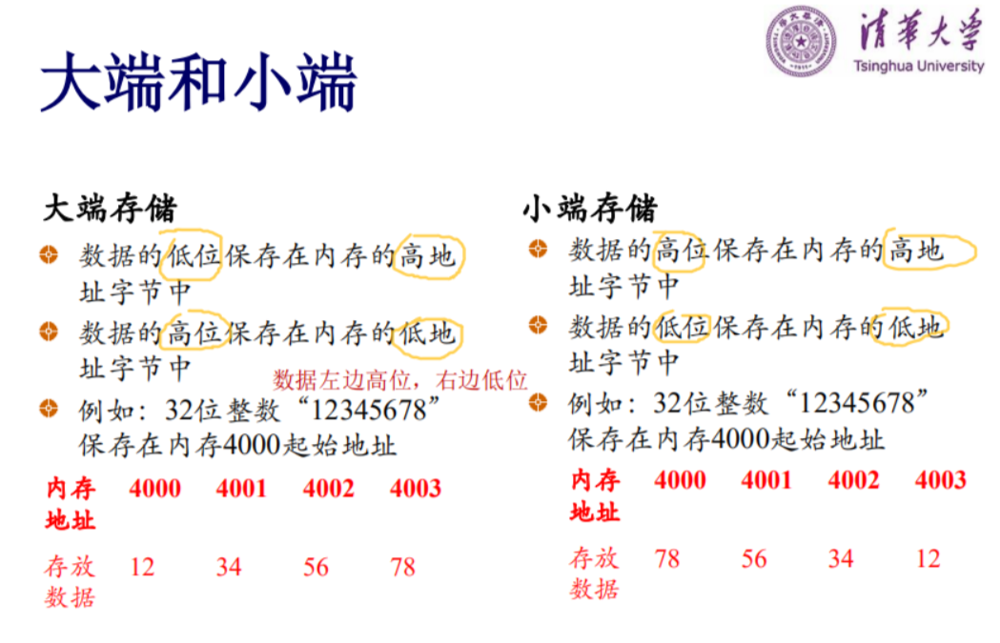 清华大学
Tsinghua University
大端和小端
大端存储
数据的低位保存在内存的高地
址字节中
数据的高位保存在内存的低地
址字节中
数据左边高位，右边低位
例如：32位整数“12345678”
保存在内存4000起始地址
内存 4000 4001 4002 4003
地址
存放 12 34 56 78
数据
小端存储
数据的高位保存在内存的高地
址字节中
数据的低位保存在内存的低地
址字节中
例如：32位整数“12345678”
保存在内存4000起始地址
内存 4000 4001 4002 4003
地址
存放 78 56 34 12
数据